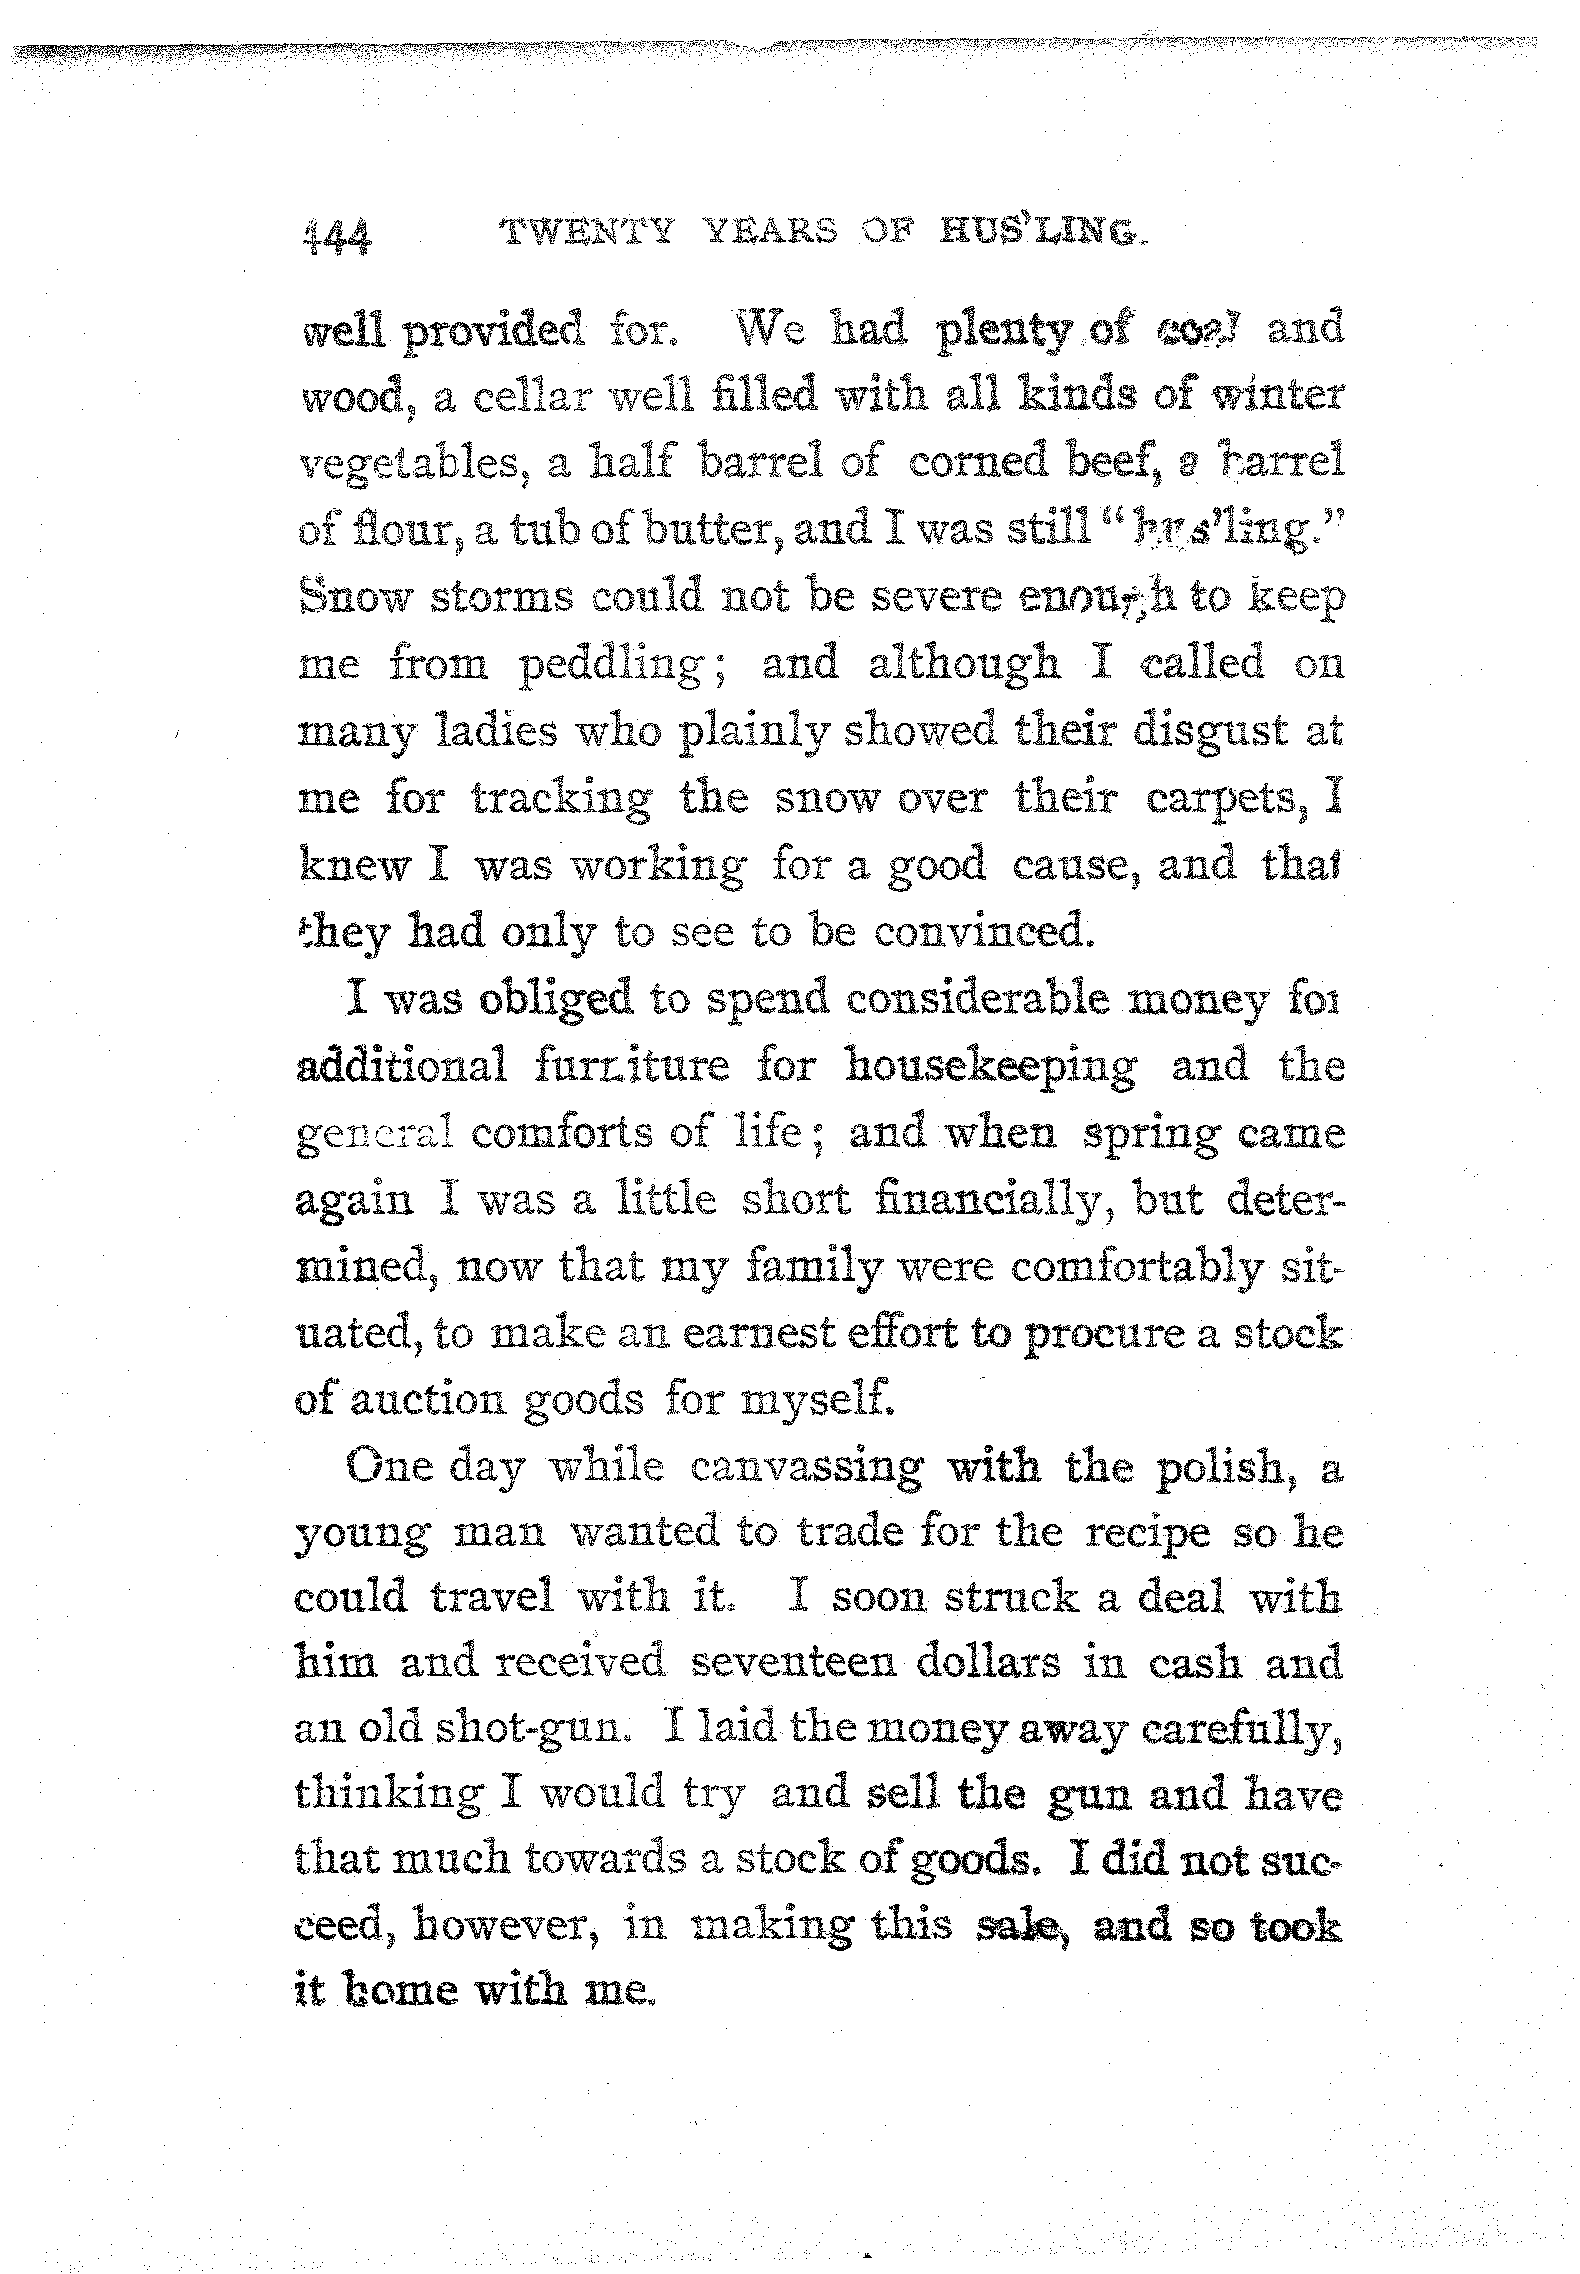 444 TWENTY YEARS OF HUS'LING.
well provided for. We had plenty of coal and
wood, a cellar well filled with all kinds of winter
vegetables, a half barrel of corned beef, a barrel
of flour, a tub of butter, and I was still "hus'ling."
Snow storms could not be severe enough to keep
me from peddling; and although I called on
many ladies who plainly showed their disgust at
me for tracking the snow over their carpets, I
knew I was working for a good cause, and that
they had only to see to be convinced.
I was obliged to spend considerable money for
additional furniture for housekeeping and the
general comforts of life; and when spring came
again I was a little short financially, but deter-
mined, now that my family were comfortably sit-
uated, to make an earnest effort to procure a stock
of auction goods for myself.
One day while canvassing with the polish, a
young man wanted to trade for the recipe so he
could travel with it. I soon struck a deal with
him and received seventeen dollars in cash and
an old shot-gun. I laid the money away carefully,
thinking I would try and sell the gun and have
that much towards a stock of goods. I did not suc-
ceed, however, in making this sale, and so took
it home with me.